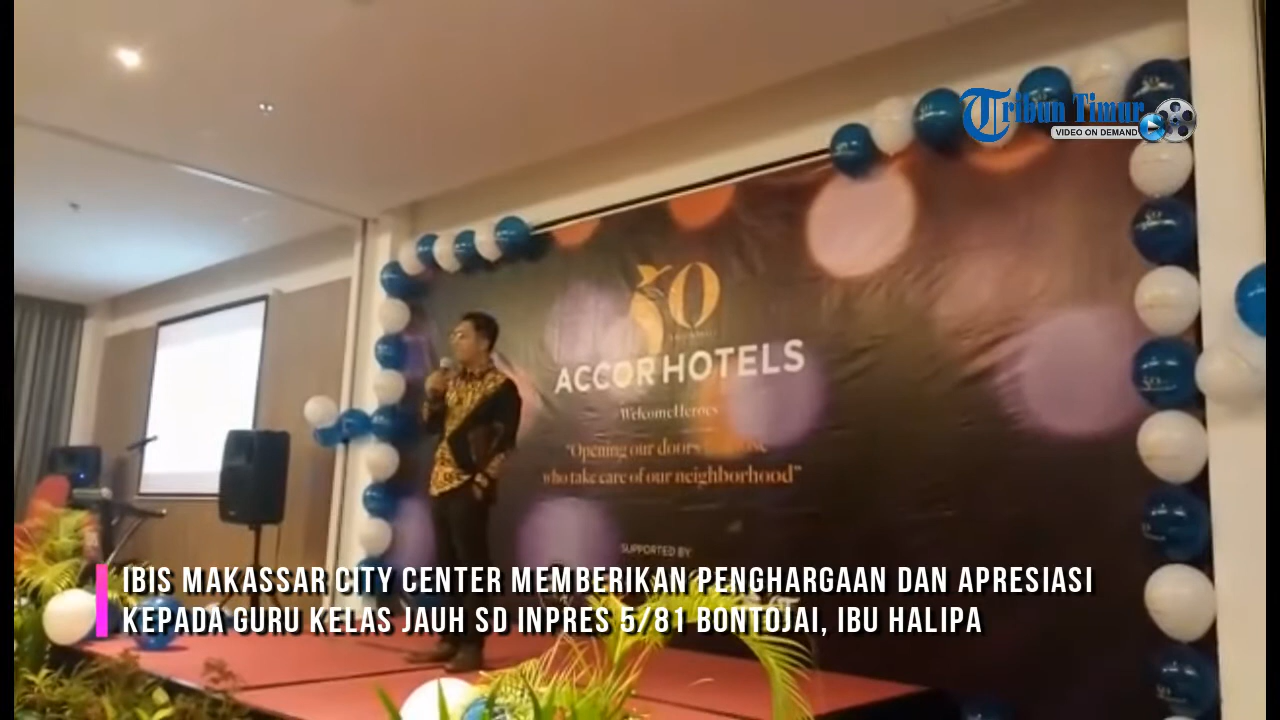 Tribun Timur
VIDEO ON DEMAND
50
ACCOR HOTELS
WelcomeHeroes
"Opening our doors
who take care of our neighborhood"
SUPPORTED BY
IBIS MAKASSAR CITY CENTER MEMBERIKAN PENGHARGAAN DAN APRESIASI
KEPADA GURU KELAS JAUH SD INPRES 5/81 BONTOJAI, IBU HALIPA